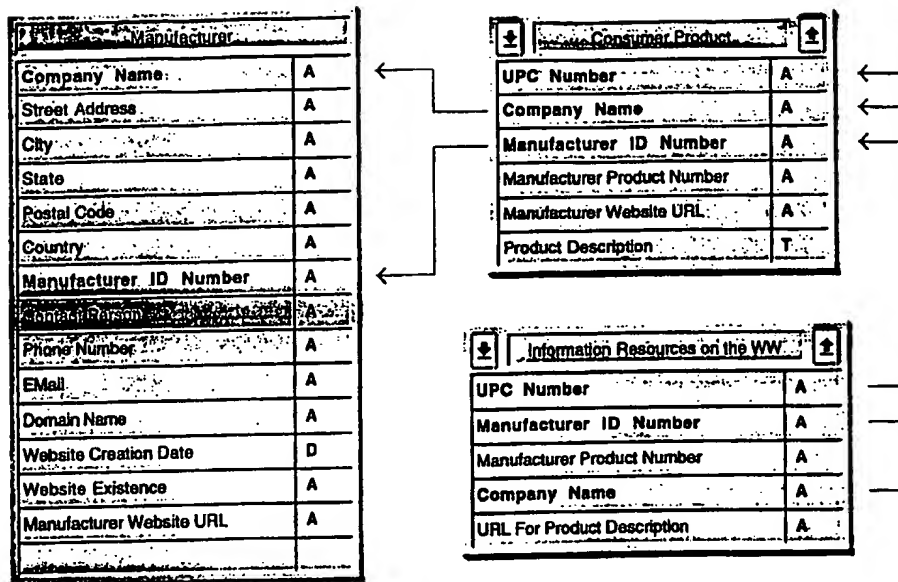 Manufacturer
Company Name A
Street Address A
City A
State A
Postal Code A
Country A
Manufacturer ID Number A
Contact Person A
Phone Number A
EMail A
Domain Name A
Website Creation Date D
Website Existence A
Manufacturer Website URL A
Consumer Product
UPC Number A
Company Name A
Manufacturer ID Number A
Manufacturer Product Number A
Manufacturer Website URL A
Product Description T
Information Resources on the WW
UPC Number A
Manufacturer ID Number A
Manufacturer Product Number A
Company Name A
URL For Product Description A